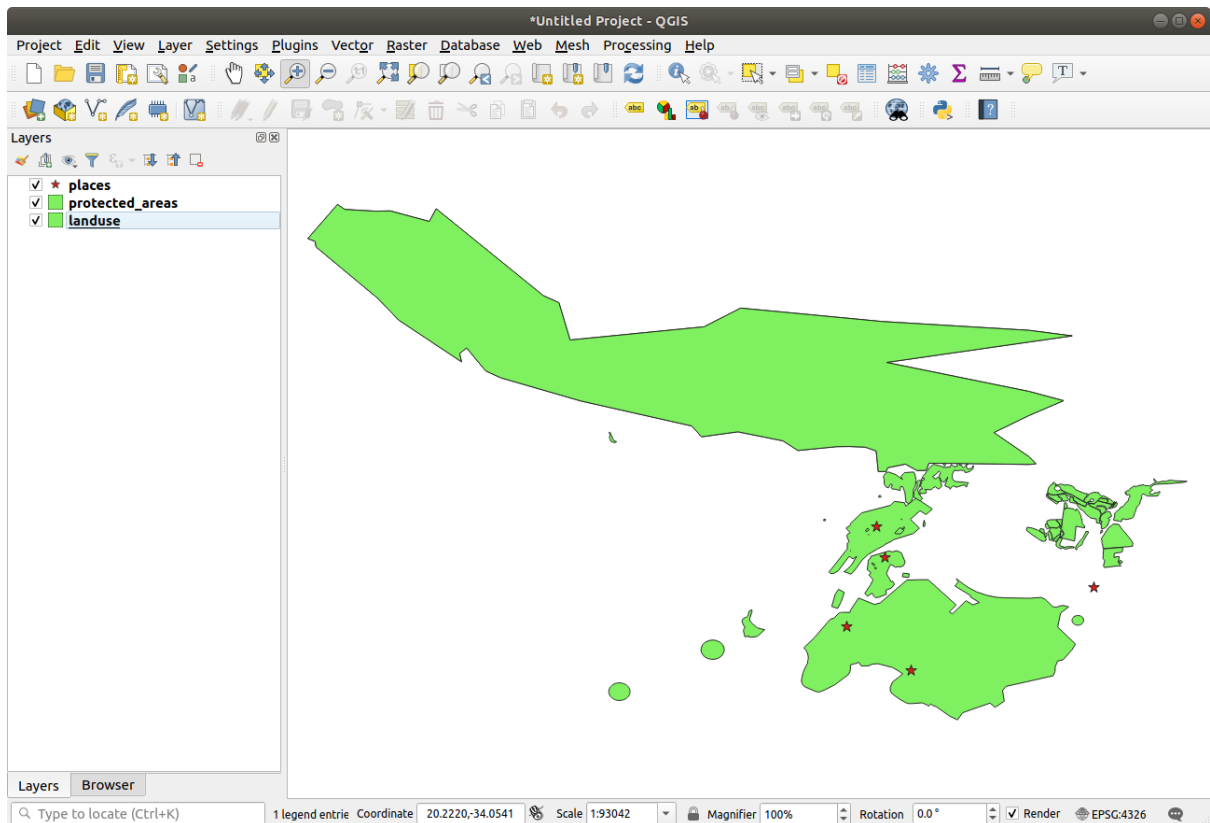 *Untitled Project - QGIS
Project Edit View Layer Settings Plugins Vector Raster Database Web Mesh Processing Help
Layers
places
protected_areas
landuse
Layers Browser
Type to locate (Ctrl+K) 1 legend entrie Coordinate 20.2220,-34.0541 Scale 1:93042 Magnifier 100% Rotation 0.0 ° Render EPSG:4326